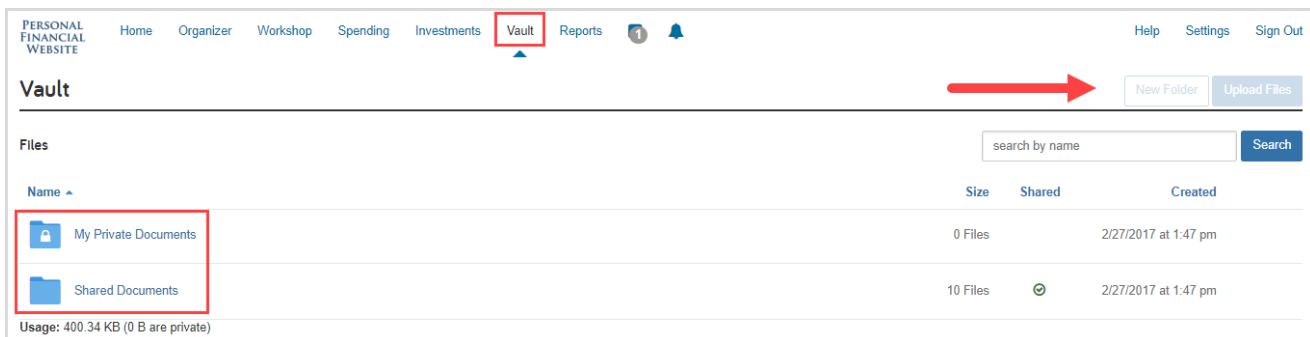 PERSONAL
FINANCIAL
WEBSITE
Home Organizer Workshop Spending Investments Vault Reports 1 Help Settings Sign Out
Vault
New Folder Upload Files
Files
search by name Search
Name Size Shared Created
My Private Documents 0 Files 2/27/2017 at 1:47 pm
Shared Documents 10 Files 2/27/2017 at 1:47 pm
Usage: 400.34 KB (0 B are private)